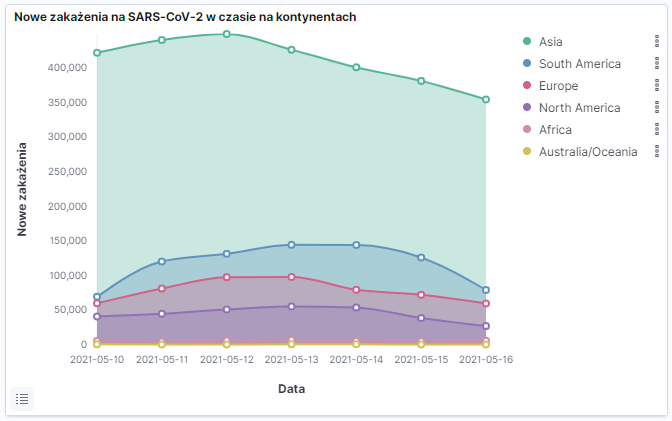 Nowe zakażenia na SARS-CoV-2 w czasie na kontynentach
Nowe zakażenia
400,000
350,000
300,000
250,000
200,000
150,000
100,000
50,000
0
2021-05-10 2021-05-11 2021-05-12 2021-05-13 2021-05-14 2021-05-15 2021-05-16
Data
Asia
South America
Europe
North America
Africa
Australia/Oceania